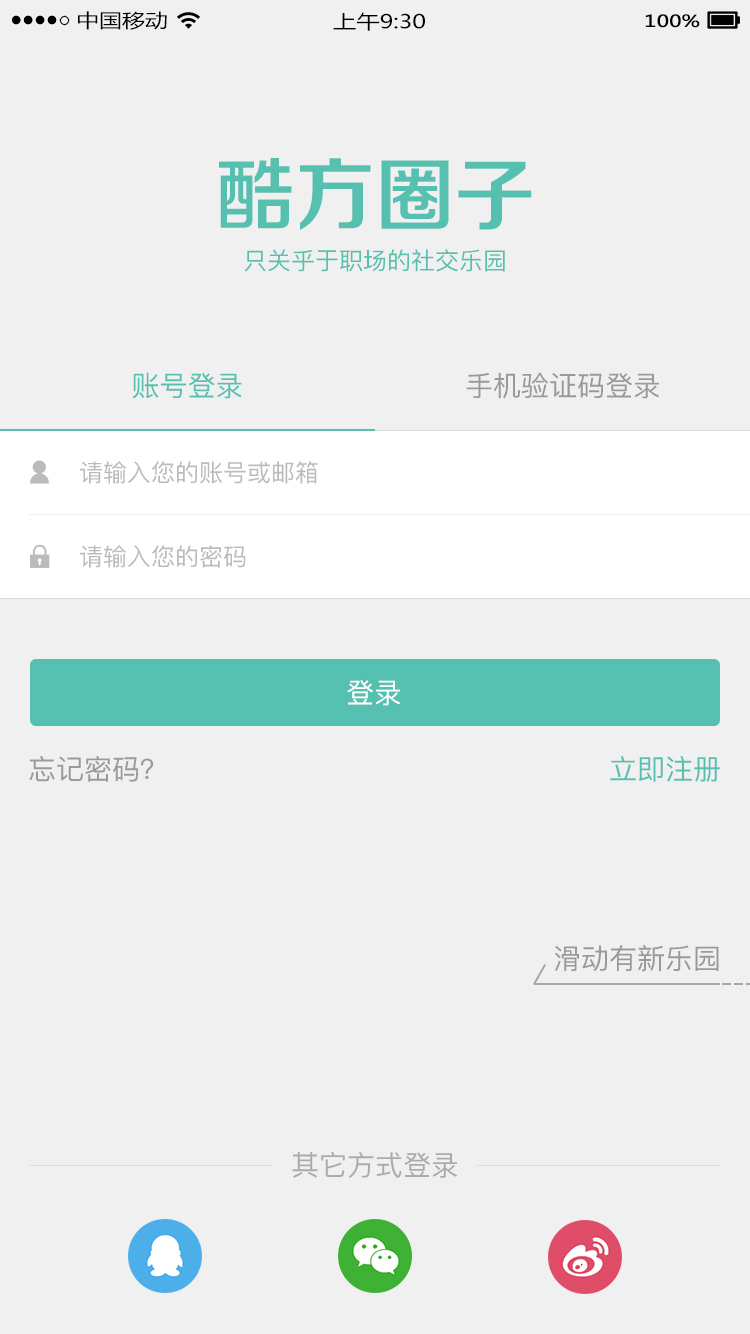 中国移动 上午9:30 100%
酷方圈子
只关乎于职场的社交乐园
账号登录 手机验证码登录
请输入您的账号或邮箱
请输入您的密码
登录
忘记密码? 立即注册
滑动有新乐园
其它方式登录